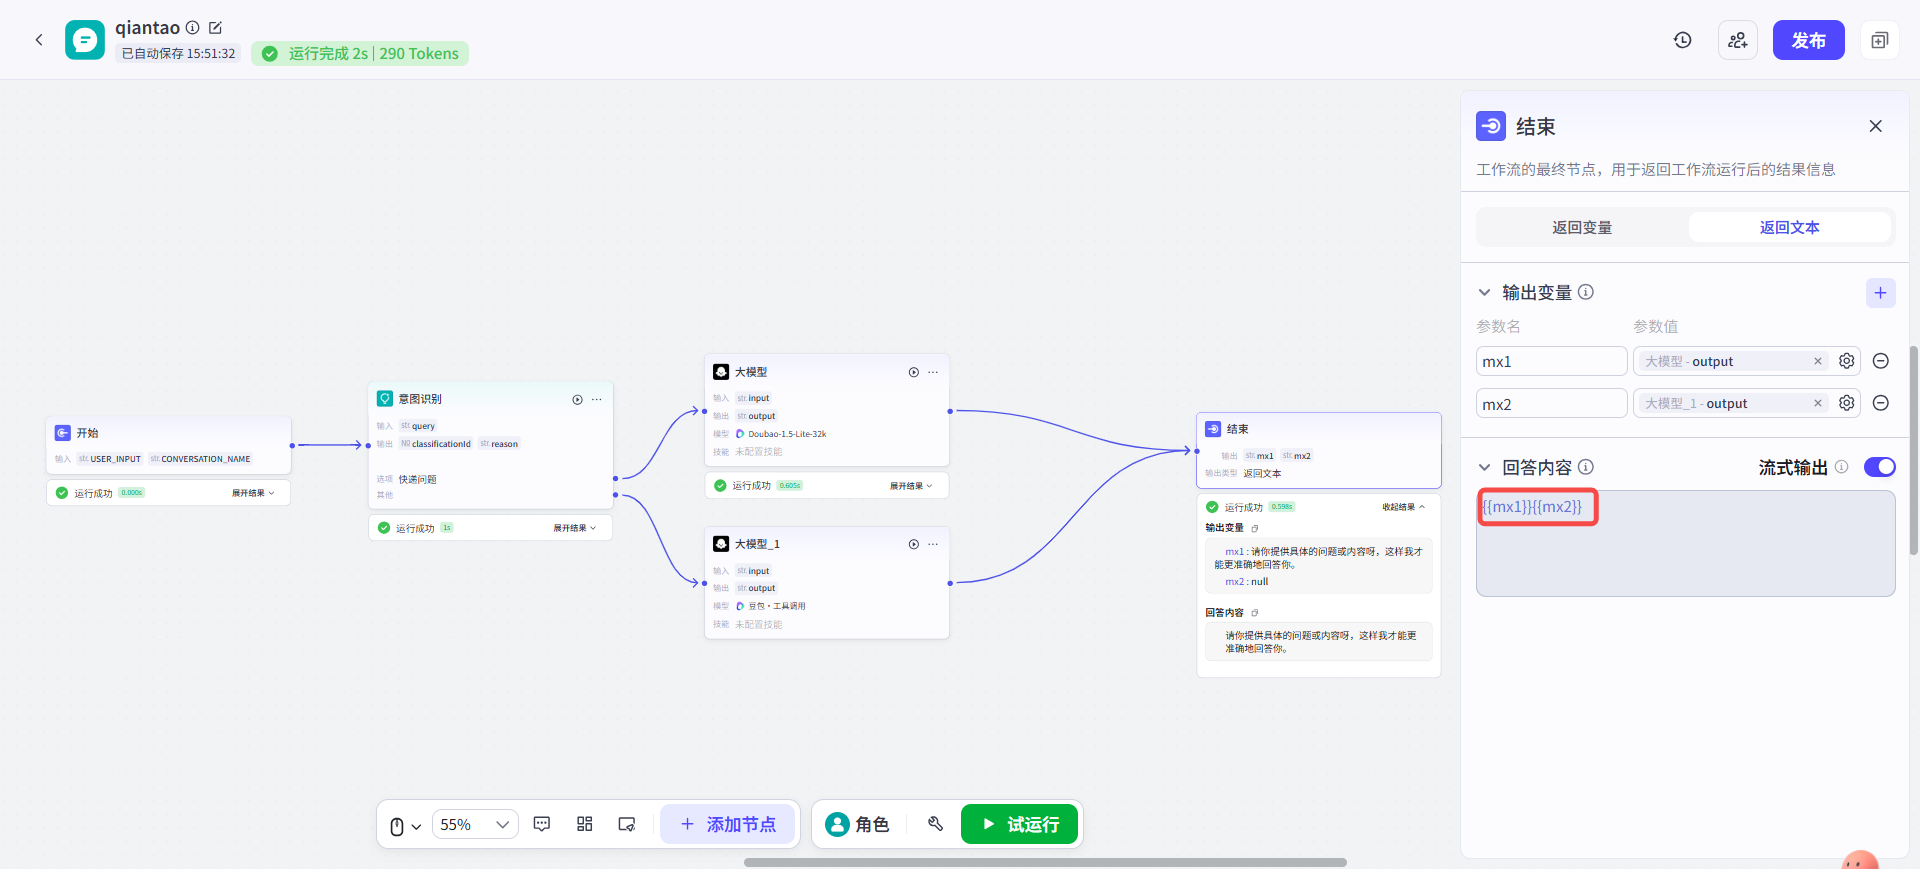 qiantao
已自动保存 15:51:32
运行完成 2s | 290 Tokens
发布
开始
输入 str. USER_INPUT str. CONVERSATION_NAME
运行成功 0.000s 展开结果
意图识别
输入 str. query
输出 classificationId str. reason
选项 快递问题
其他
运行成功 1s 展开结果
大模型
输入 str. input
输出 str. output
模型 Doubao-1.5-Lite-32k
技能 未配置技能
运行成功 0.605s 展开结果
大模型_1
输入 str. input
输出 str. output
模型 豆包·工具调用
技能 未配置技能
结束
输出 str. mx1 str. mx2
输出类型 返回文本
运行成功 0.598s 收起结果
输出变量
mx1 : 请你提供具体的问题或内容呀，这样我才
能更准确地回答你。
mx2 : null
回答内容
请你提供具体的问题或内容呀，这样我才能更
准确地回答你。
结束
工作流的最终节点，用于返回工作流运行后的结果信息
返回变量 返回文本
输出变量
参数名 参数值
mx1 大模型 - output
mx2 大模型_1 - output
回答内容 流式输出
{{mx1}}{{mx2}}
55%
添加节点
角色
试运行